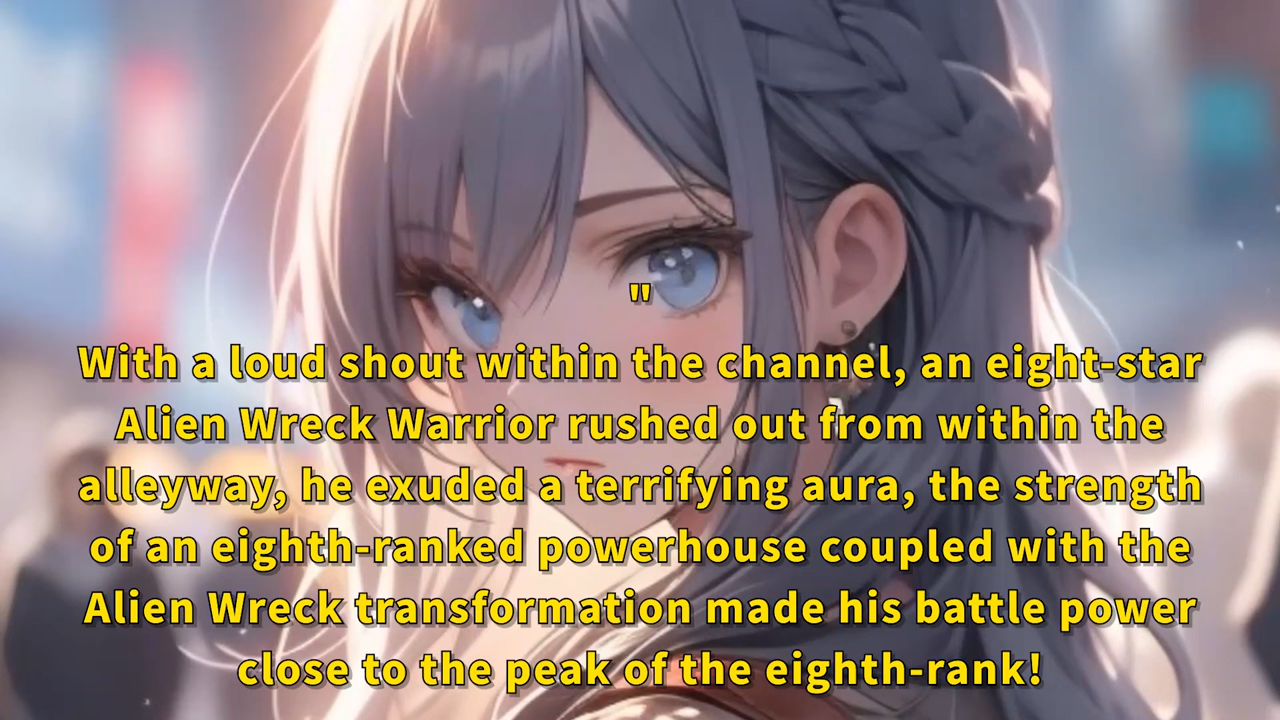 "
With a loud shout within the channel, an eight-star
Alien Wreck Warrior rushed out from within the
alleyway, he exuded a terrifying aura, the strength
of an eighth-ranked powerhouse coupled with the
Alien Wreck transformation made his battle power
close to the peak of the eighth-rank!